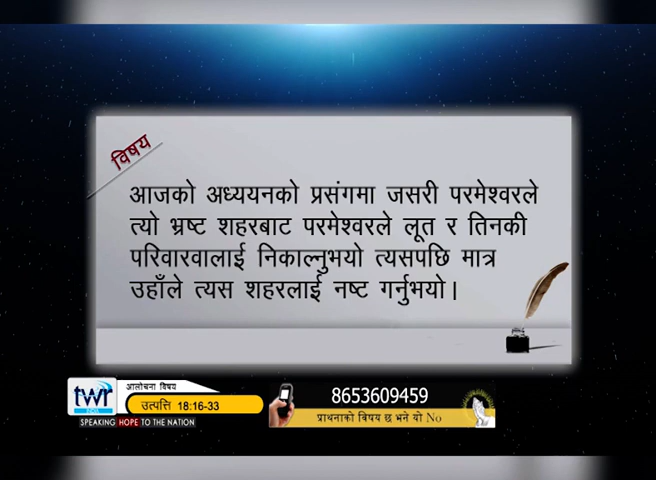 विषय
आजको अध्ययनको प्रसंगमा जसरी परमेश्वरले
त्यो भ्रष्ट शहरबाट परमेश्वरले लूत र तिनकी
परिवारवालाई निकाल्नुभयो त्यसपछि मात्र
उहाँले त्यस शहरलाई नष्ट गर्नुभयो।
twr
INDIA
SPEAKING HOPE TO THE NATION
आलोचना विषय
उत्पत्ति 18:16-33
8653609459
प्राथनाको विषय छ भने यो No